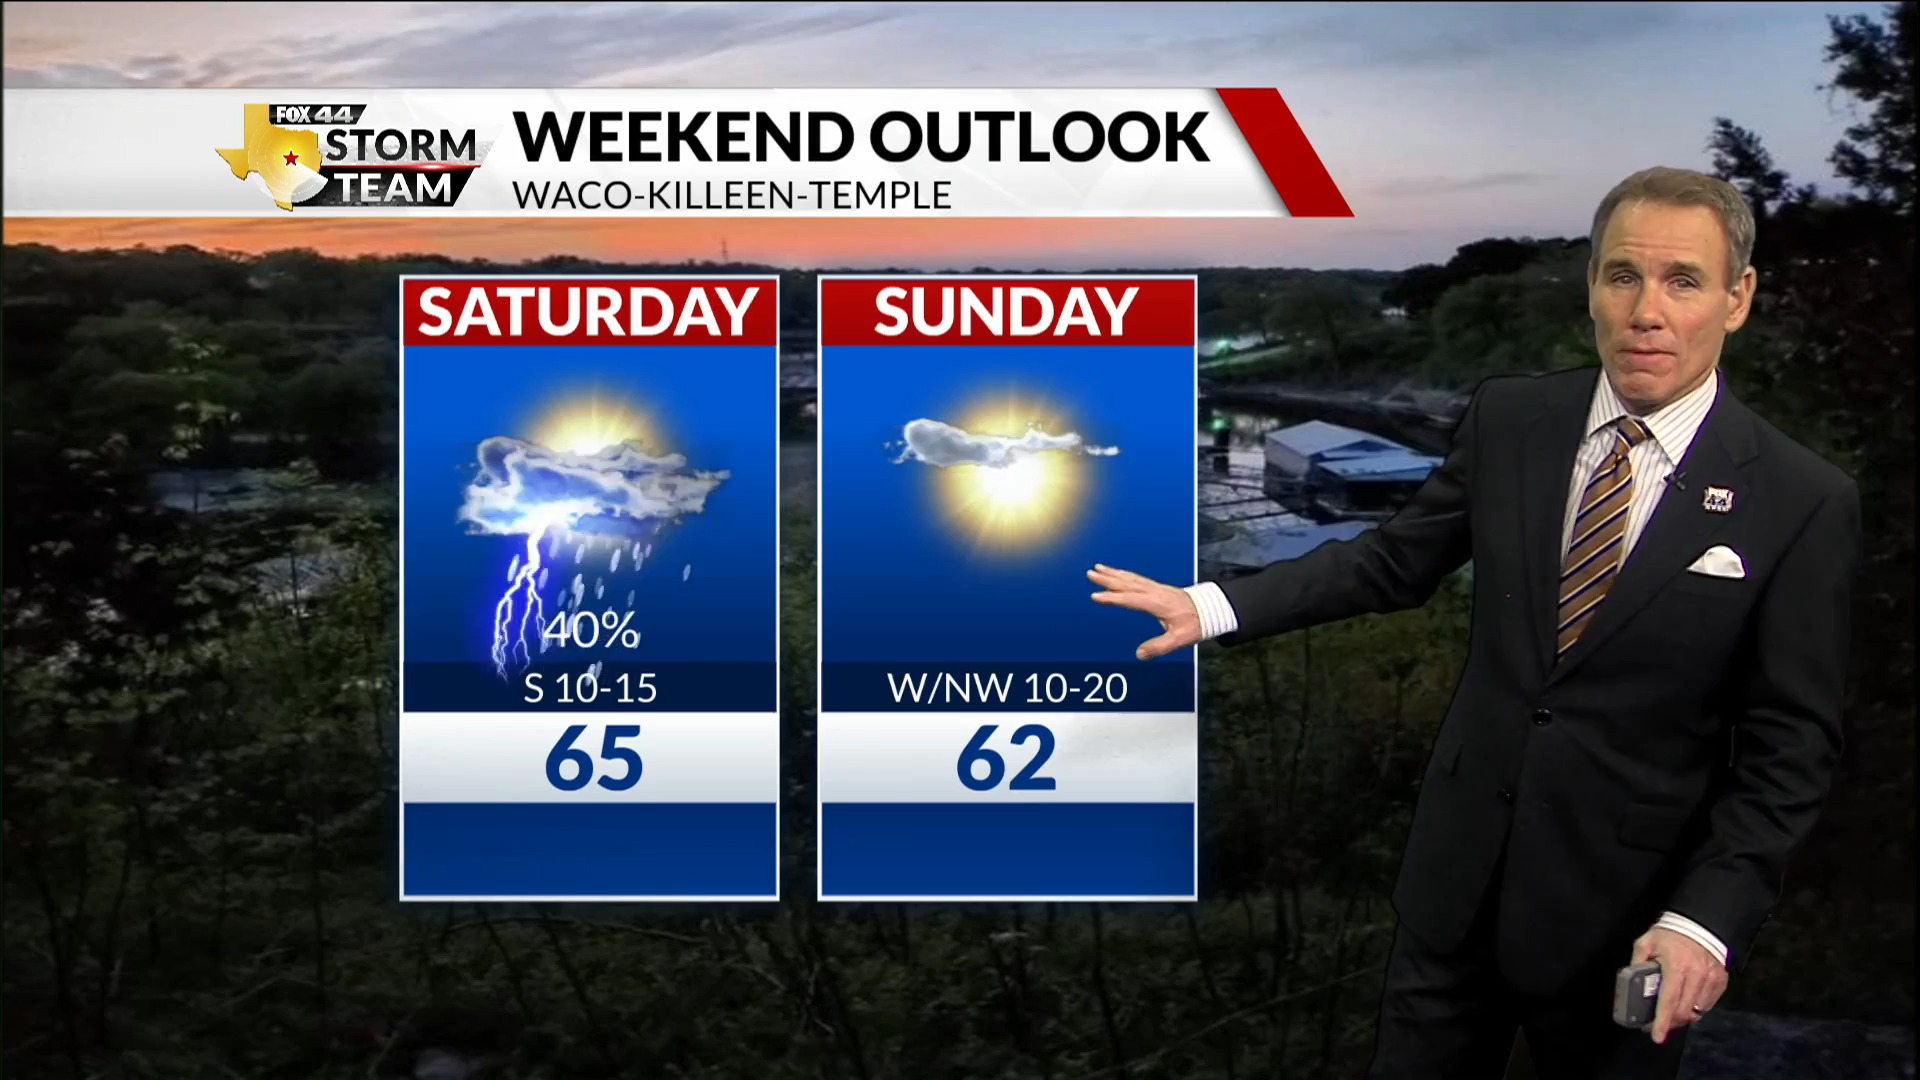 FOX 44
STORM
TEAM
WEEKEND OUTLOOK
WACO-KILLEEN-TEMPLE
SATURDAY
40%
S 10-15
65
SUNDAY
W/NW 10-20
62